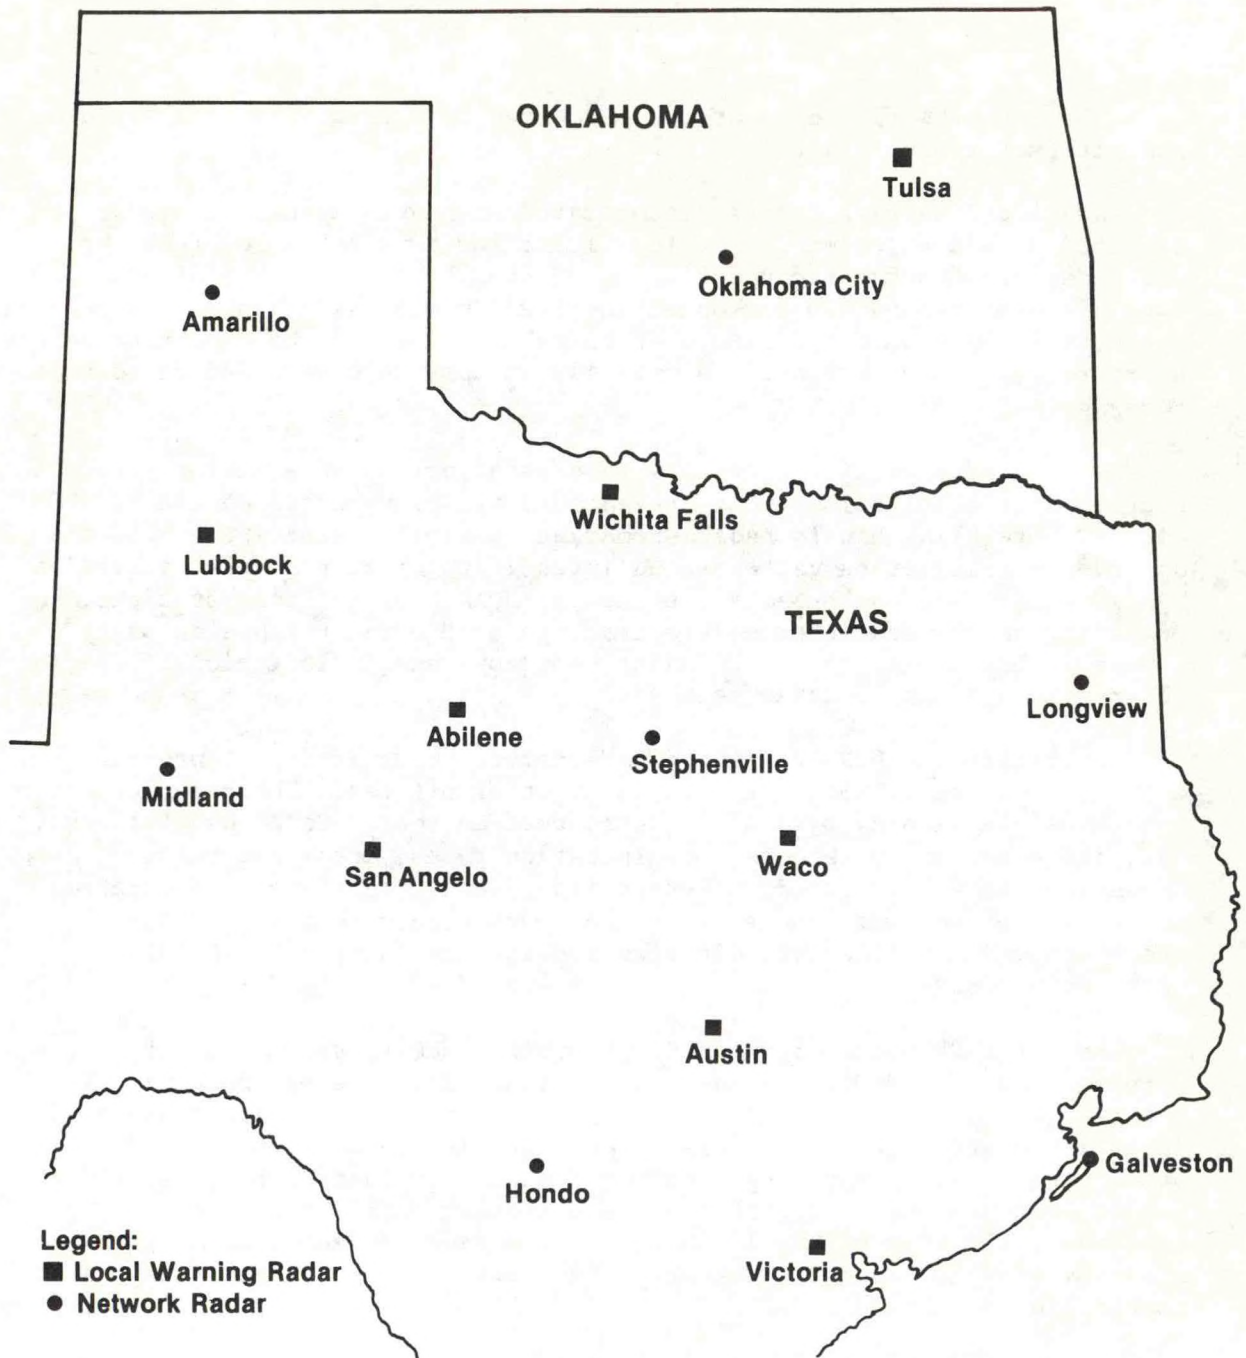 OKLAHOMA
Tulsa
Oklahoma City
Amarillo
Wichita Falls
Lubbock
TEXAS
Longview
Abilene
Stephenville
Midland
Waco
San Angelo
Austin
Galveston
Hondo
Victoria
Legend:
Local Warning Radar
Network Radar